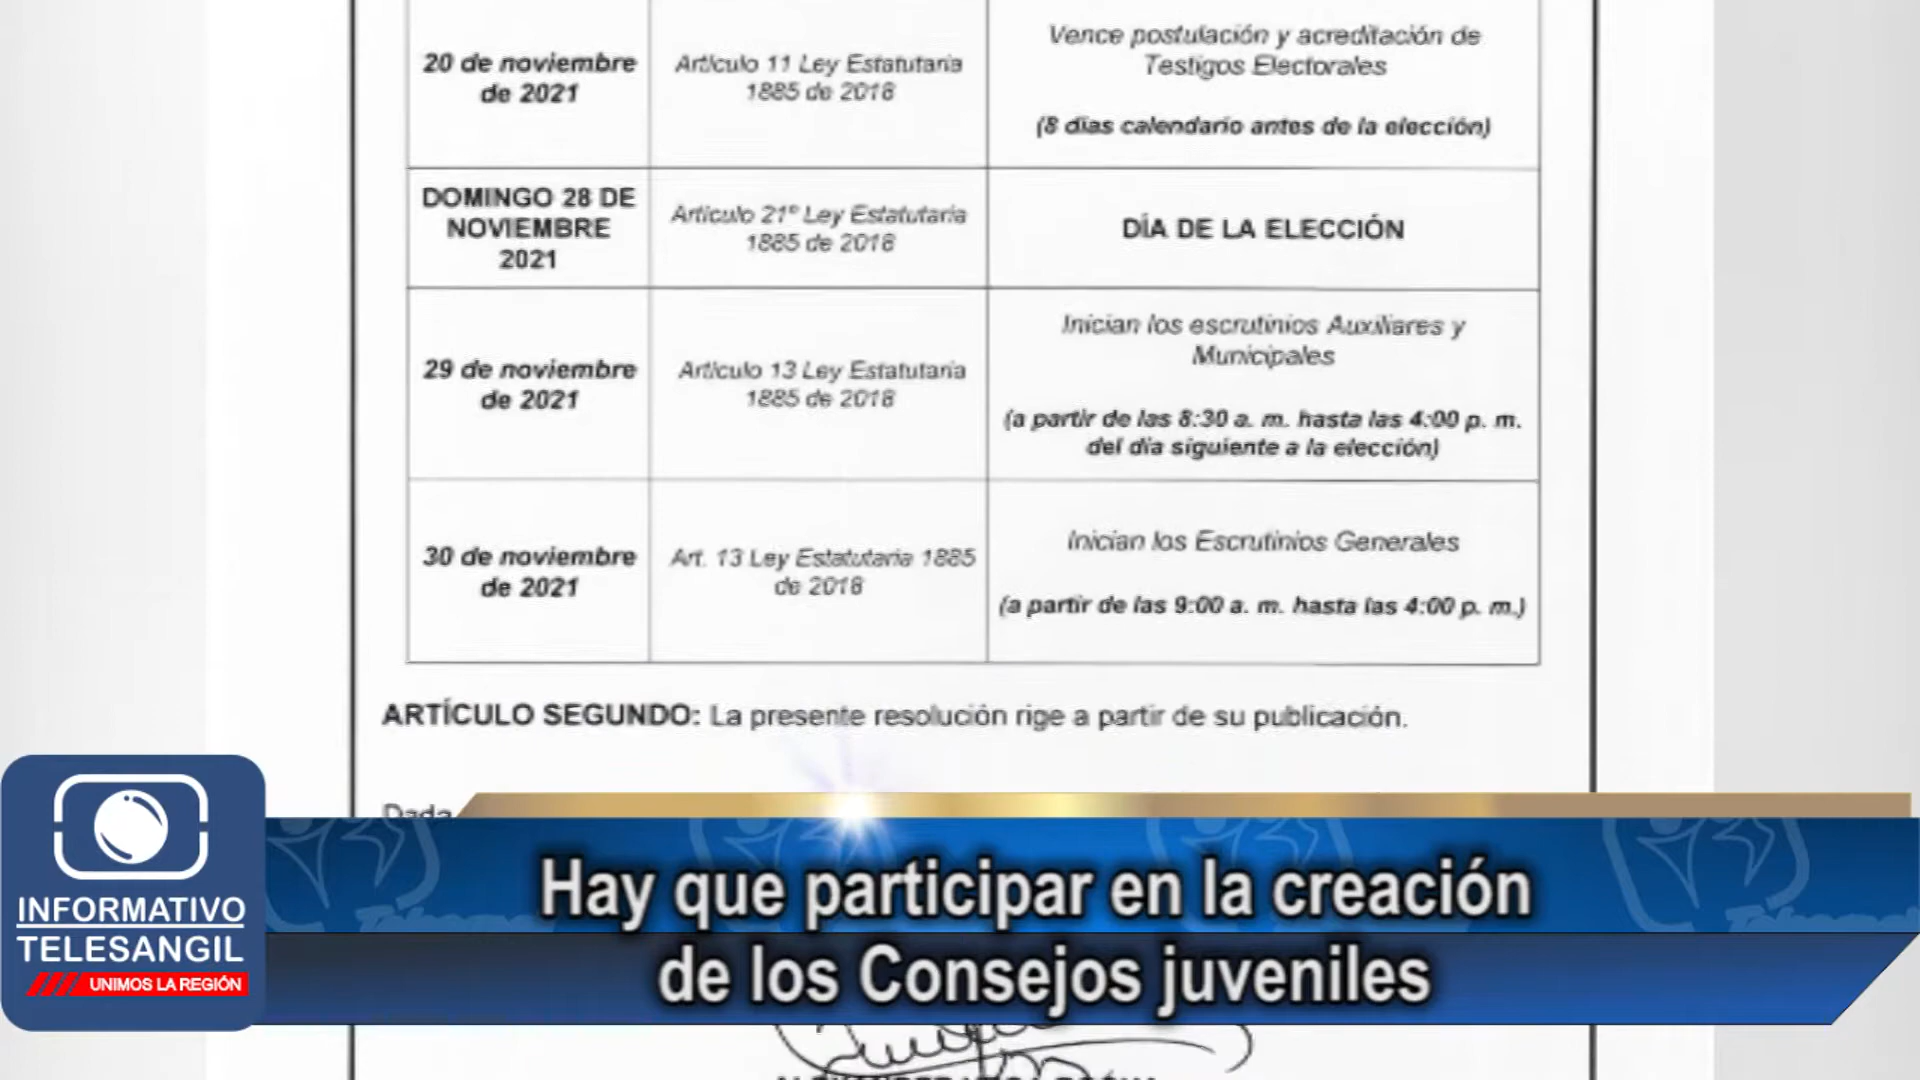 20 de noviembre
de 2021
Artículo 11 Ley Estatutaria
1885 de 2018
Vence postulación y acreditación de
Testigos Electorales
(8 días calendario antes de la elección)
DOMINGO 28 DE
NOVIEMBRE
2021
Artículo 21° Ley Estatutaria
1885 de 2018
DÍA DE LA ELECCIÓN
29 de noviembre
de 2021
Artículo 13 Ley Estatutaria
1885 de 2018
Inician los escrutinios Auxiliares y
Municipales
(a partir de las 8:30 a. m. hasta las 4:00 p. m.
del día siguiente a la elección)
30 de noviembre
de 2021
Art. 13 Ley Estatutaria 1885
de 2018
Inician los Escrutinios Generales
(a partir de las 9:00 a. m. hasta las 4:00 p. m.)
ARTÍCULO SEGUNDO: La presente resolución rige a partir de su publicación.
Dada
Hay que participar en la creación
de los Consejos juveniles
INFORMATIVO
TELESANGIL
UNIMOS LA REGIÓN